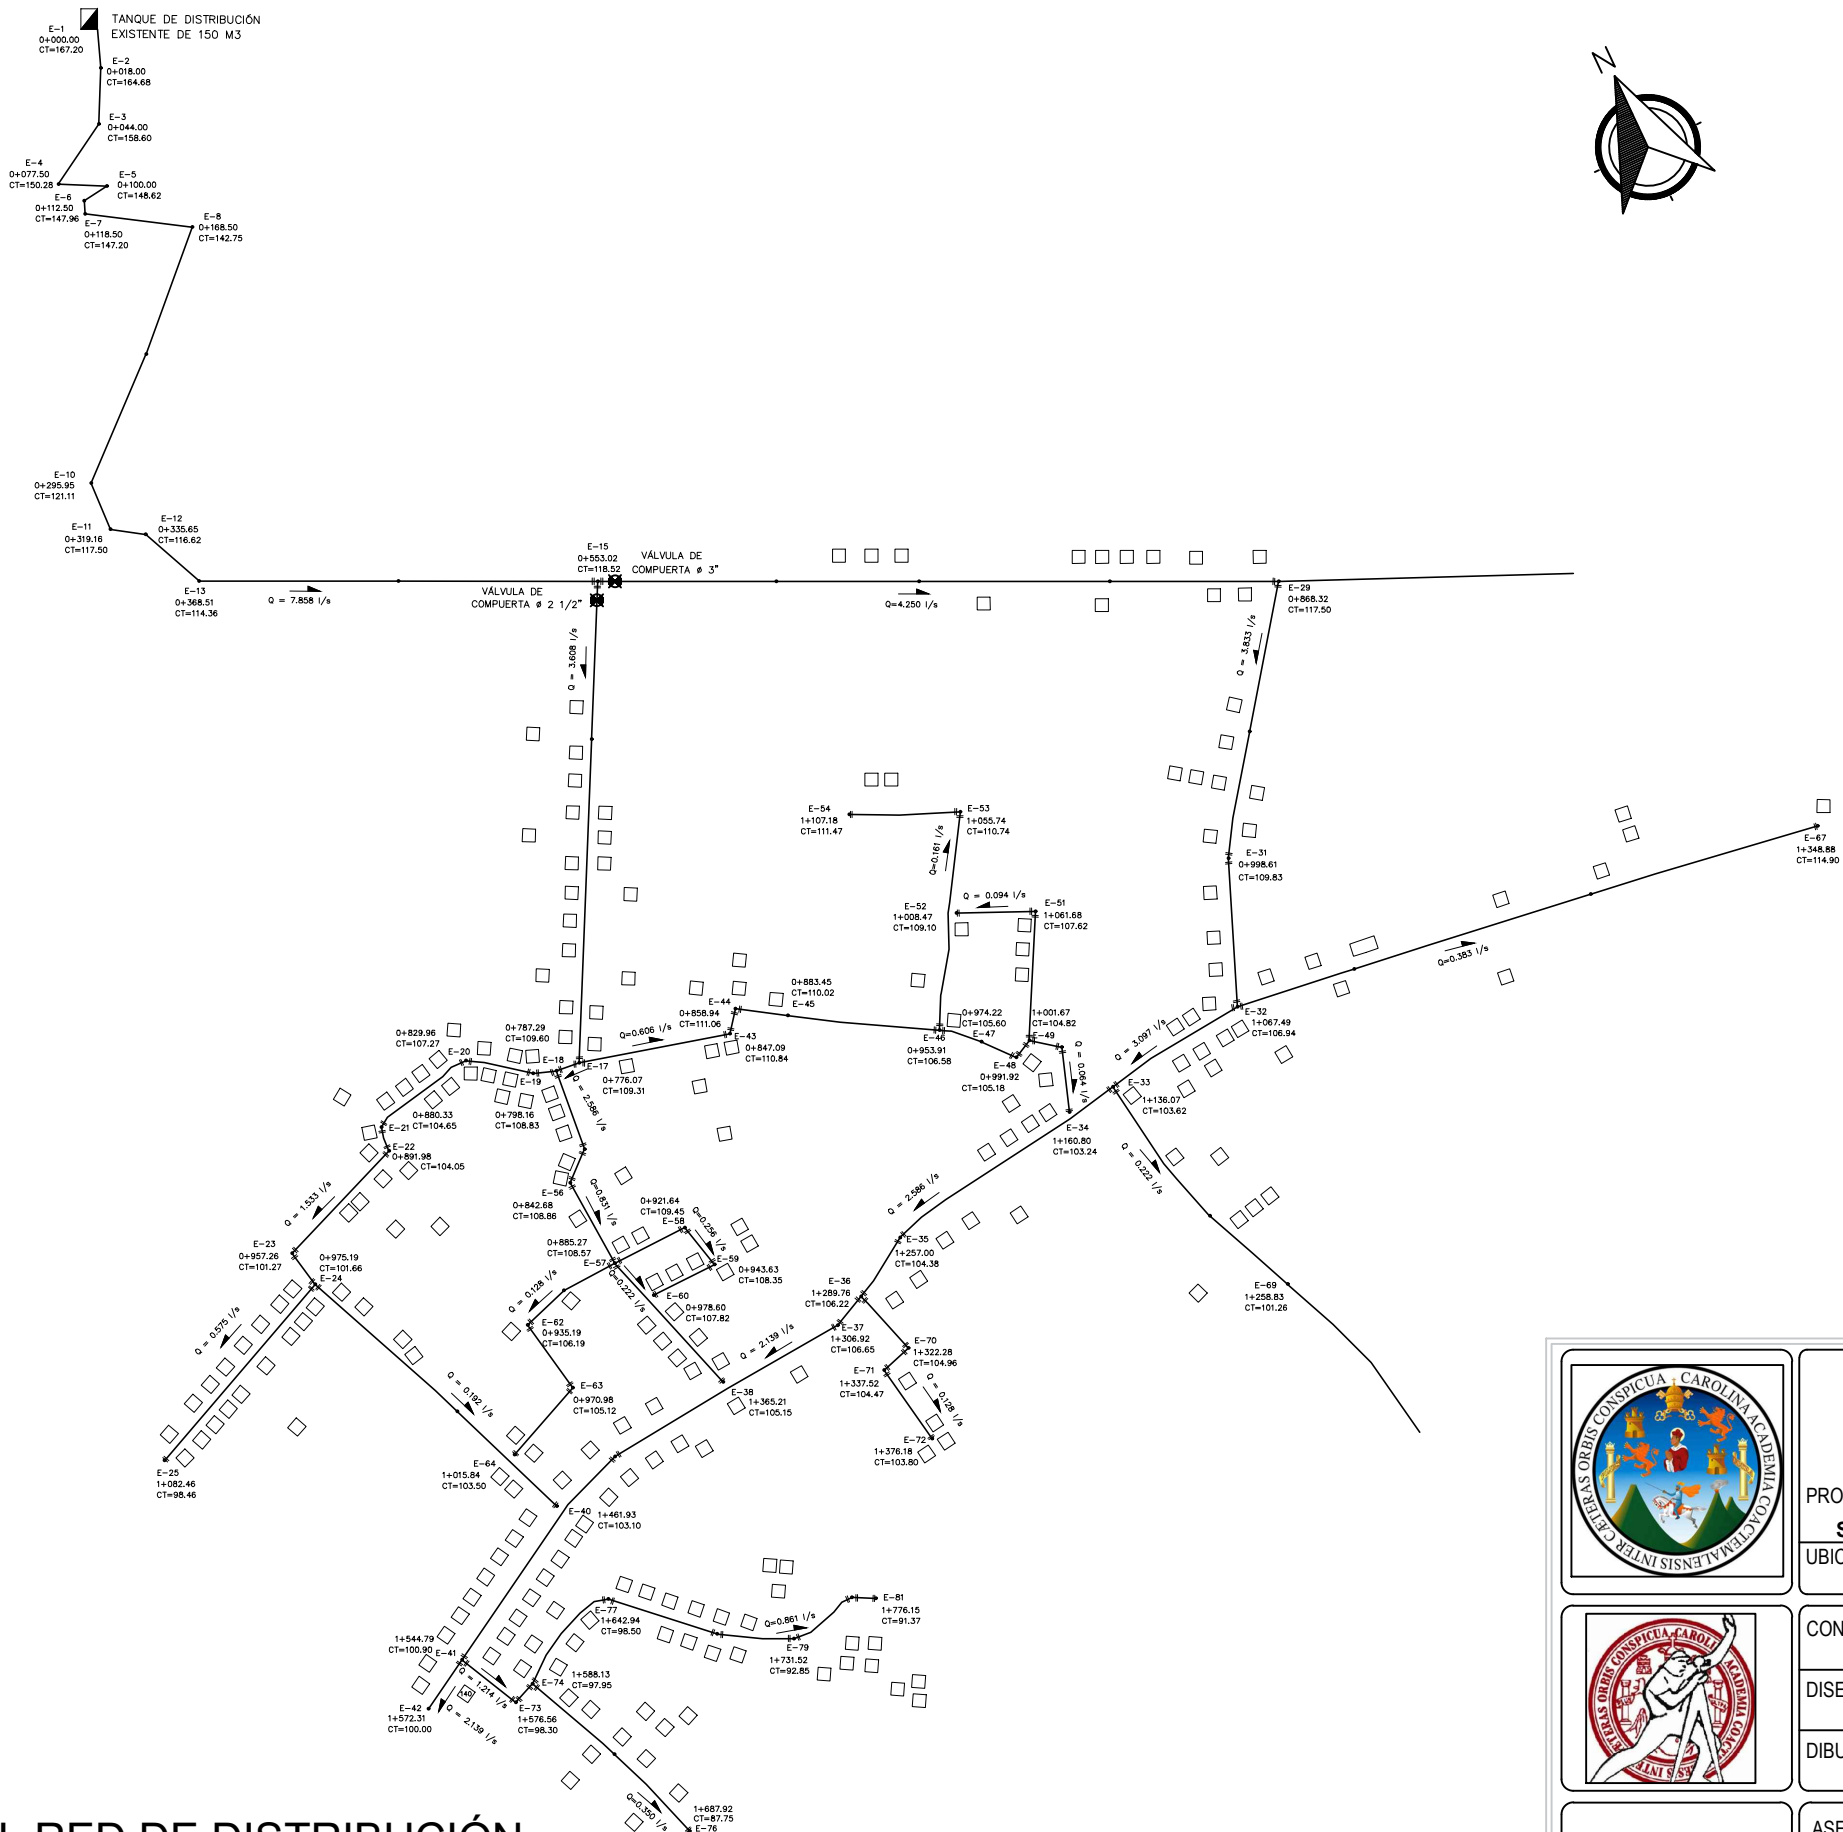 E-1
0+000.00
CT=167.20
TANQUE DE DISTRIBUCIÓN
EXISTENTE DE 150 M3
E-2
0+018.00
CT=164.68
E-3
0+044.00
CT=158.60
E-4
0+077.50
CT=150.28
E-5
0+100.00
CT=148.62
E-6
0+112.50
CT=147.96
E-7
0+118.50
CT=147.20
E-8
0+168.50
CT=142.75
N
E-10
0+295.95
CT=121.11
E-11
0+319.16
CT=117.50
E-12
0+335.65
CT=116.62
E-13
0+368.51
CT=114.36
Q = 7.858 l/s
E-15
0+553.02
CT=118.52
VÁLVULA DE
COMPUERTA ø 3"
VÁLVULA DE
COMPUERTA ø 2 1/2"
Q=4.250 l/s
E-29
0+868.32
CT=117.50
Q = 3.608 l/s
Q = 3.833 l/s
E-54
1+107.18
CT=111.47
E-53
1+055.74
CT=110.74
Q=0.161 l/s
E-31
0+998.61
CT=109.83
E-67
1+348.88
CT=114.90
E-52
1+008.47
CT=109.10
Q = 0.094 l/s
E-51
1+061.68
CT=107.62
Q=0.383 l/s
E-32
1+067.49
CT=106.94
Q = 3.097 l/s
E-44
0+858.94
CT=111.06
0+883.45
CT=110.02
E-45
E-43
0+847.09
CT=110.84
Q=0.606 l/s
E-46
0+953.91
CT=106.58
0+974.22
CT=105.60
E-47
1+001.67
CT=104.82
E-49
E-48
0+991.92
CT=105.18
Q = 0.064 l/s
0+829.96
CT=107.27
E-20
0+787.29
CT=109.60
E-18
E-19
0+798.16
CT=108.83
E-17
0+776.07
CT=109.31
Q = 2.586 l/s
0+880.33
CT=104.65
E-21
E-22
0+891.98
CT=104.05
E-33
1+136.07
CT=103.62
E-34
1+160.80
CT=103.24
Q = 0.222 l/s
Q = 1.533 l/s
E-56
0+842.68
CT=108.86
Q=0.831 l/s
0+921.64
CT=109.45
E-58
Q=0.256 l/s
Q = 2.586 l/s
E-23
0+957.26
CT=101.27
0+975.19
CT=101.66
E-24
0+885.27
CT=108.57
E-57
E-59
0+943.63
CT=108.35
E-35
1+257.00
CT=104.38
E-60
0+978.60
CT=107.82
Q=0.222 l/s
Q = 0.128 l/s
E-62
0+935.19
CT=106.19
E-36
1+289.76
CT=106.22
E-37
1+306.92
CT=106.65
E-69
1+258.83
CT=101.26
Q = 0.575 l/s
Q = 2.139 l/s
E-70
1+322.28
CT=104.96
E-71
1+337.52
CT=104.47
Q = 0.128 l/s
Q = 0.192 l/s
E-63
0+970.98
CT=105.12
E-38
1+365.21
CT=105.15
E-72
1+376.18
CT=103.80
E-25
1+082.46
CT=98.46
E-64
1+015.84
CT=103.50
E-40
1+461.93
CT=103.10
E-77
1+642.94
CT=98.50
Q=0.861 l/s
E-81
1+776.15
CT=91.37
E-79
1+731.52
CT=92.85
1+544.79
CT=100.90
E-41
1+588.13
CT=97.95
E-74
Q = 1.214 l/s
140
E-42
1+572.31
CT=100.00
Q = 2.139 l/s
E-73
1+576.56
CT=98.30
Q=0.350 l/s
1+687.92
CT=87.75
E-76
RED DE DISTRIBUCIÓN
CAROLINA ACADEMIA COACTEMALENSIS INTER CÆTERAS ORBIS CONSPICUA
PRO
S
UBIC
CON
DISE
DIBU
ASE